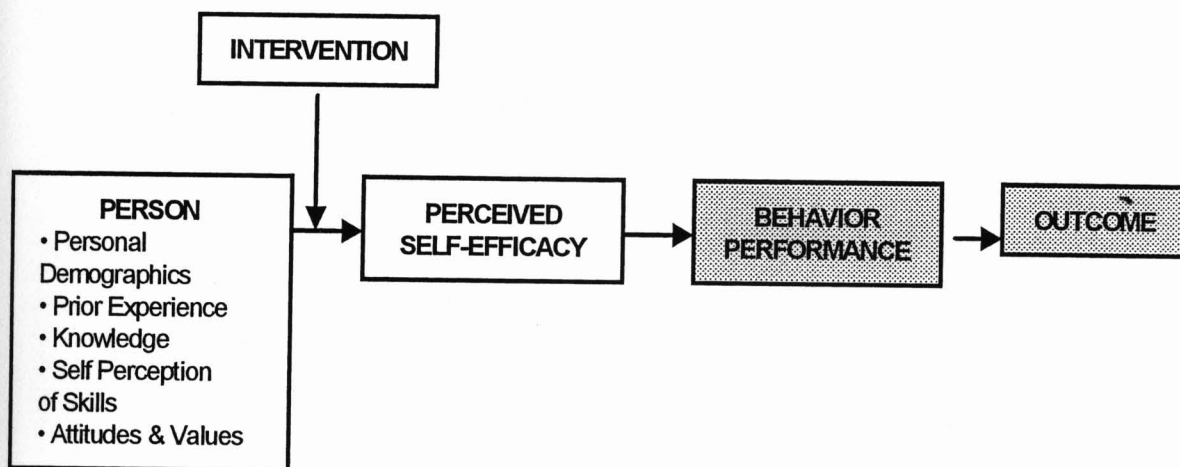 INTERVENTION
PERSON
• Personal
Demographics
• Prior Experience
• Knowledge
• Self Perception
of Skills
• Attitudes & Values
PERCEIVED
SELF-EFFICACY
BEHAVIOR
PERFORMANCE
OUTCOME